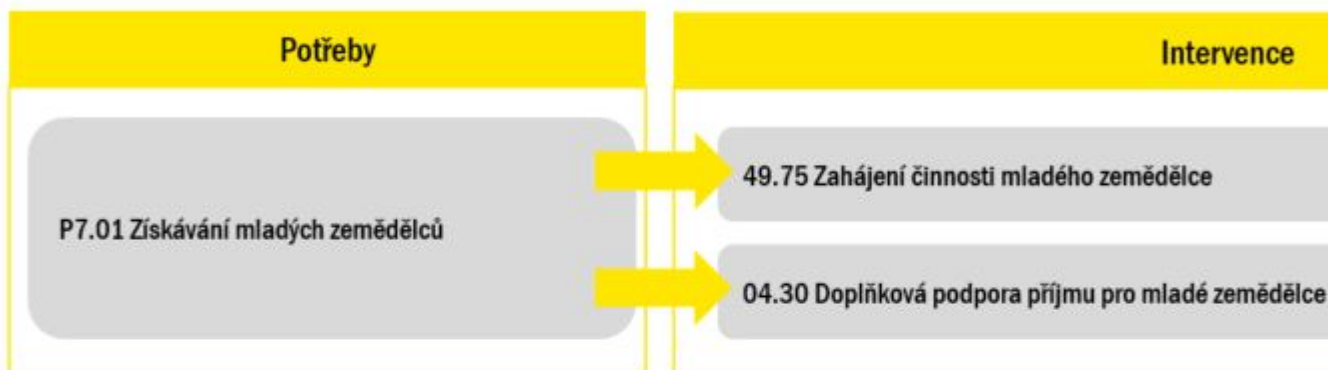 Potřeby
Intervence
P7.01 Získávání mladých zemědělců
49.75 Zahájení činnosti mladého zemědělce
04.30 Doplňková podpora příjmu pro mladé zemědělce